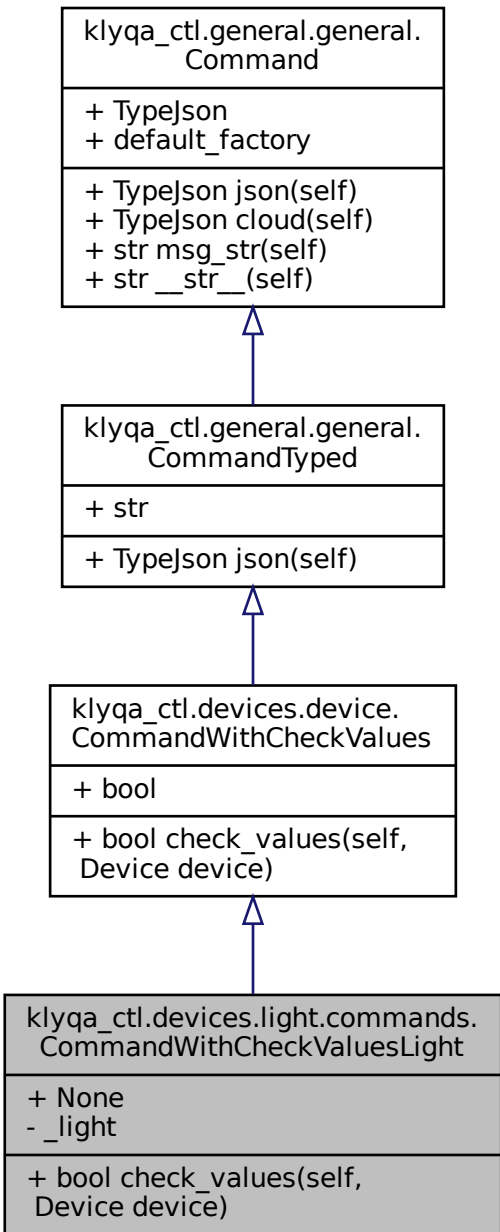 klyqa_ctl.general.general.
Command
+ TypeJson
+ default_factory
+ TypeJson json(self)
+ TypeJson cloud(self)
+ str msg_str(self)
+ str __str__(self)
klyqa_ctl.general.general.
CommandTyped
+ str
+ TypeJson json(self)
klyqa_ctl.devices.device.
CommandWithCheckValues
+ bool
+ bool check_values(self,
Device device)
klyqa_ctl.devices.light.commands.
CommandWithCheckValuesLight
+ None
- _light
+ bool check_values(self,
Device device)